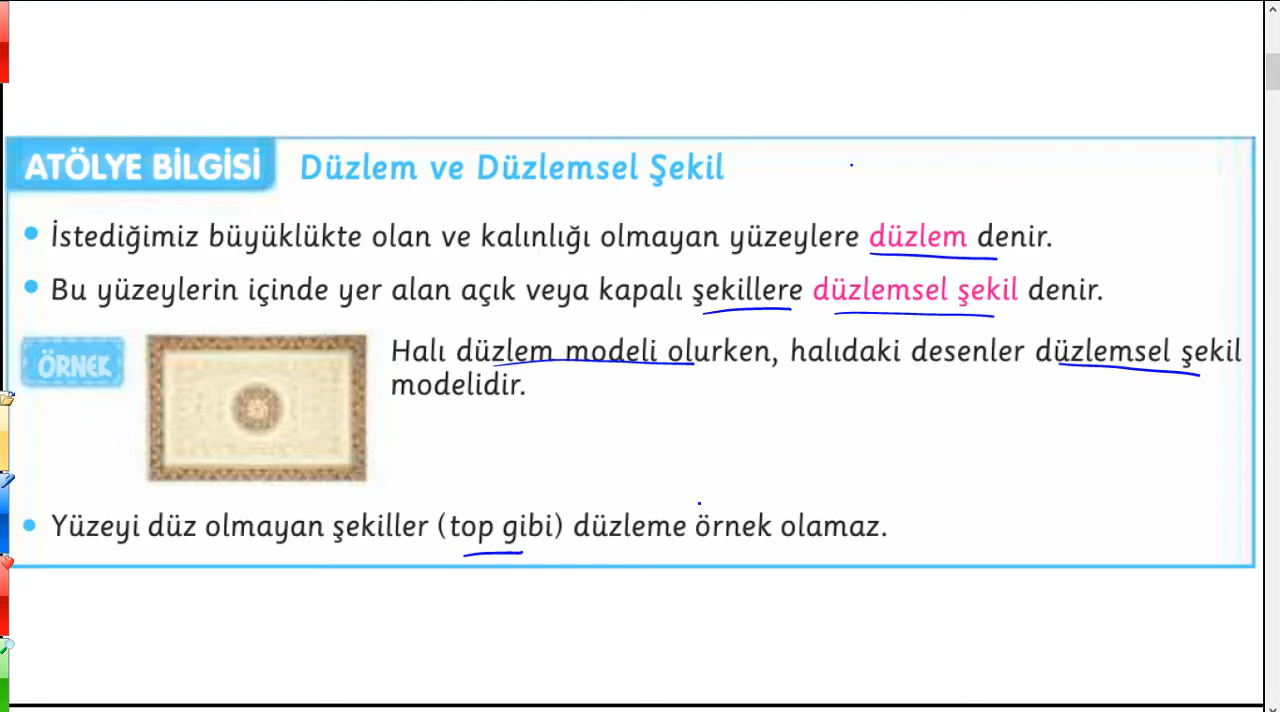 ATÖLYE BİLGİSİ Düzlem ve Düzlemsel Şekil
• İstediğimiz büyüklükte olan ve kalınlığı olmayan yüzeylere düzlem denir.
• Bu yüzeylerin içinde yer alan açık veya kapalı şekillere düzlemsel şekil denir.
ÖRNEK
Halı düzlem modeli olurken, halıdaki desenler düzlemsel şekil
modelidir.
• Yüzeyi düz olmayan şekiller (top gibi) düzleme örnek olamaz.